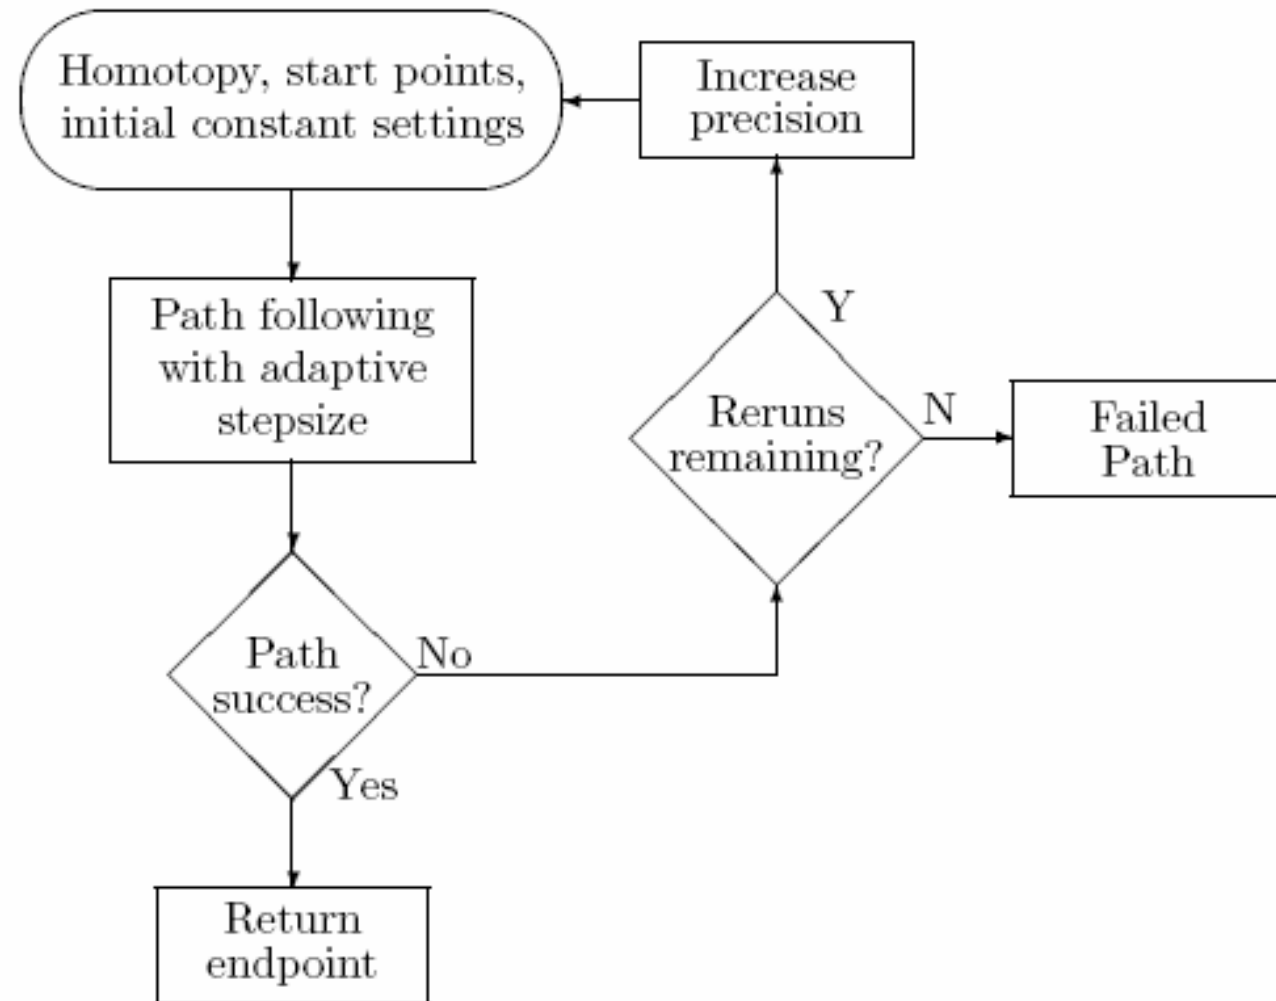 Homotopy, start points,
initial constant settings
Increase
precision
Path following
with adaptive
stepsize
Y
Reruns
remaining?
N
Failed
Path
Path
success?
No
Yes
Return
endpoint